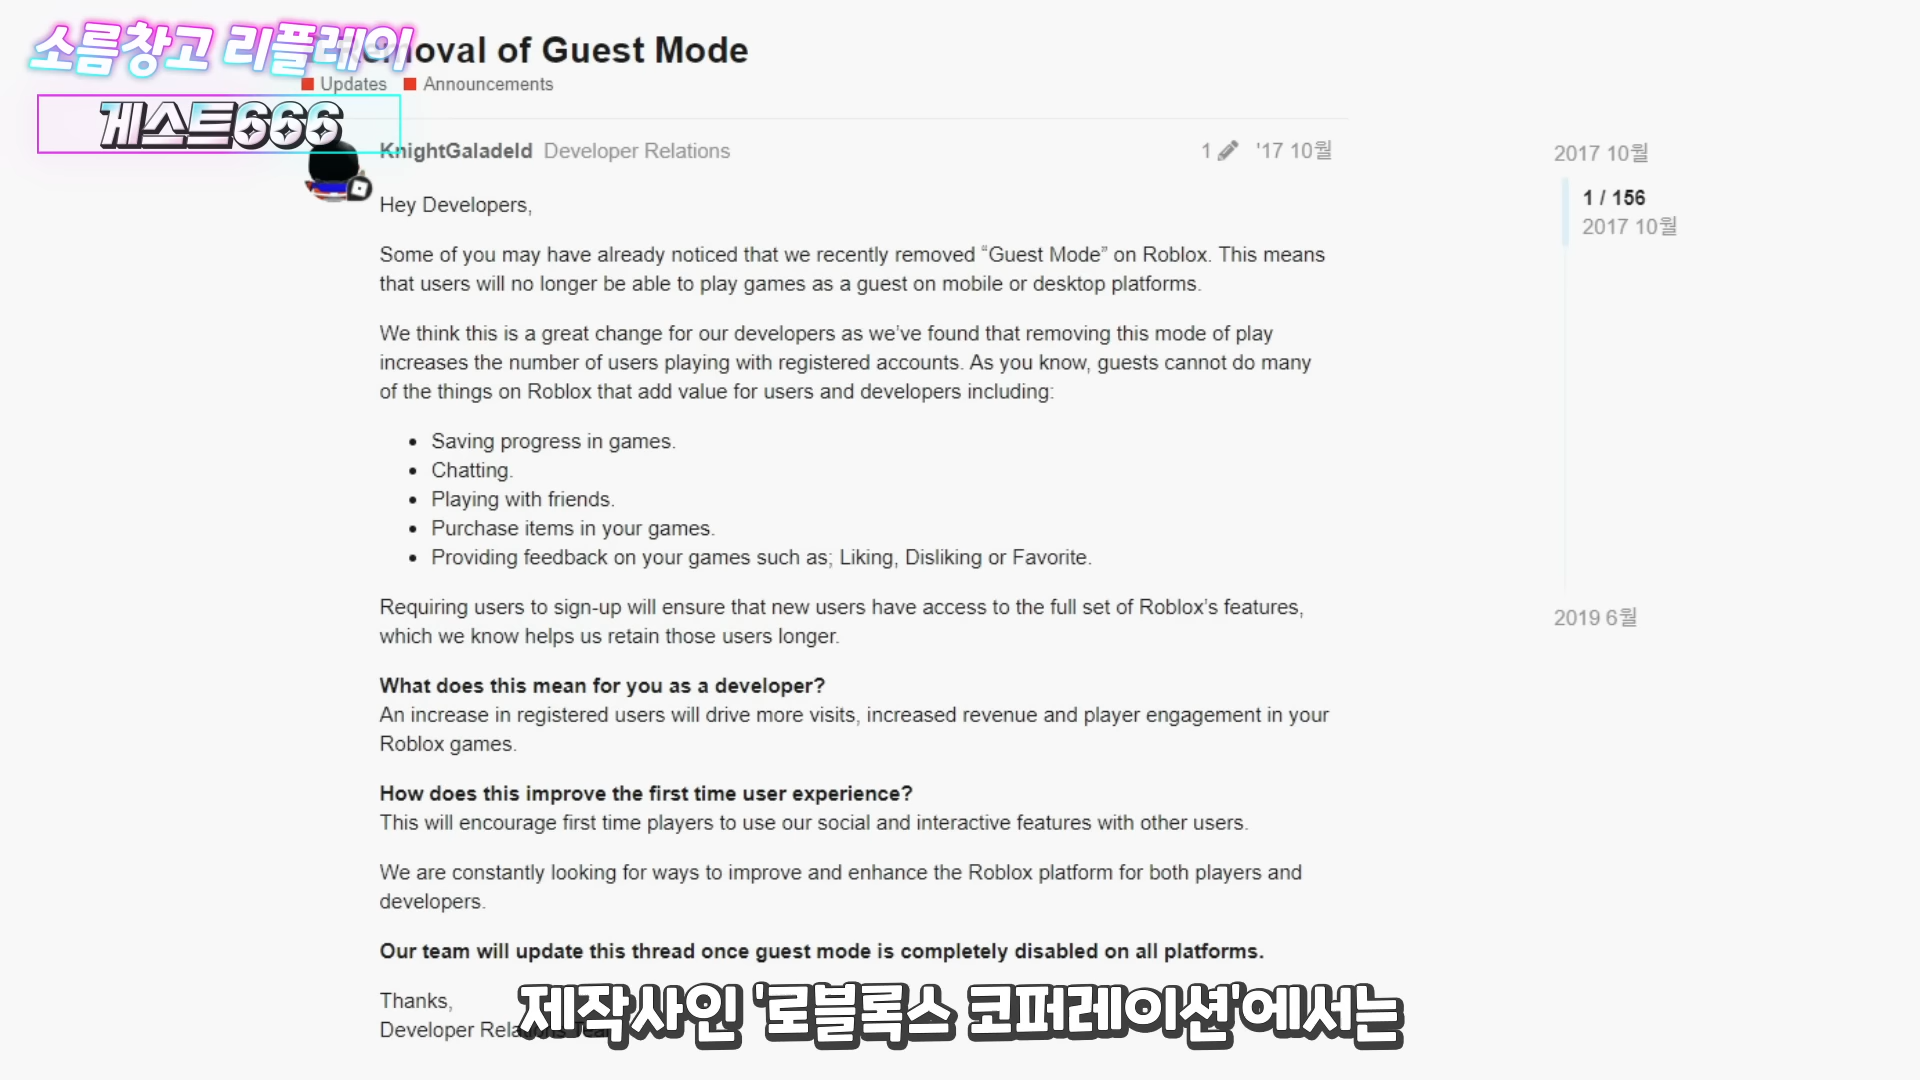 소름창고 리플레이
게스트666
Removal of Guest Mode
Updates Announcements
KnightGaladeld Developer Relations 1 '17 10월
Hey Developers,
Some of you may have already noticed that we recently removed “Guest Mode” on Roblox. This means
that users will no longer be able to play games as a guest on mobile or desktop platforms.
We think this is a great change for our developers as we’ve found that removing this mode of play
increases the number of users playing with registered accounts. As you know, guests cannot do many
of the things on Roblox that add value for users and developers including:
• Saving progress in games.
• Chatting.
• Playing with friends.
• Purchase items in your games.
• Providing feedback on your games such as; Liking, Disliking or Favorite.
Requiring users to sign-up will ensure that new users have access to the full set of Roblox’s features,
which we know helps us retain those users longer.
What does this mean for you as a developer?
An increase in registered users will drive more visits, increased revenue and player engagement in your
Roblox games.
How does this improve the first time user experience?
This will encourage first time players to use our social and interactive features with other users.
We are constantly looking for ways to improve and enhance the Roblox platform for both players and
developers.
Our team will update this thread once guest mode is completely disabled on all platforms.
Thanks,
Developer Relations Team
제작사인 '로블록스 코퍼레이션'에서는
2017 10월
1 / 156
2017 10월
2019 6월